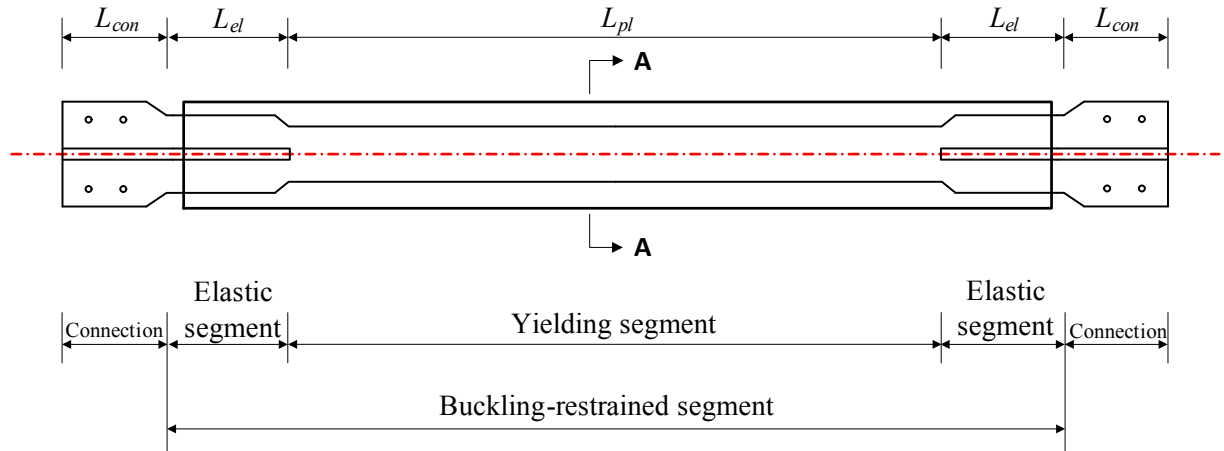 L_con L_el L_pl L_el L_con
A
A
Elastic segment
Elastic segment
Connection
Yielding segment
Connection
Buckling-restrained segment